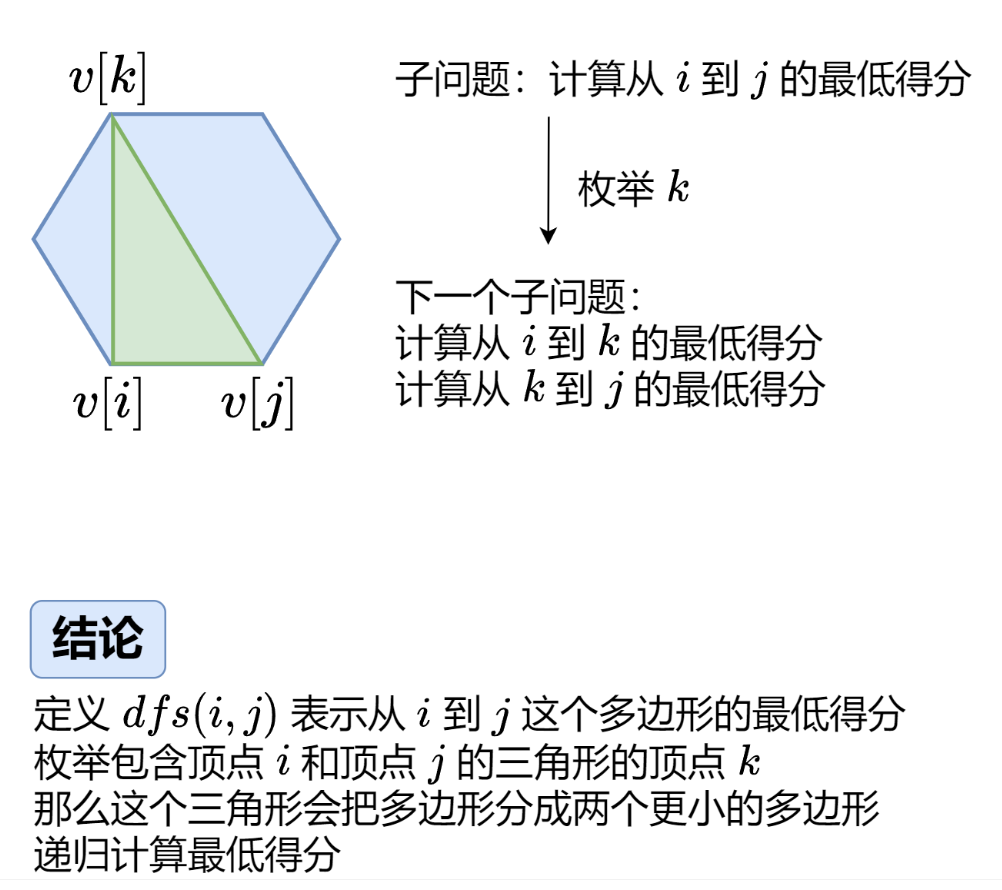 v[k]
子问题：计算从 i 到 j 的最低得分
枚举 k
下一个子问题：
计算从 i 到 k 的最低得分
计算从 k 到 j 的最低得分
v[i] v[j]
结论
定义 dfs(i, j) 表示从 i 到 j 这个多边形的最低得分
枚举包含顶点 i 和顶点 j 的三角形的顶点 k
那么这个三角形会把多边形分成两个更小的多边形
递归计算最低得分